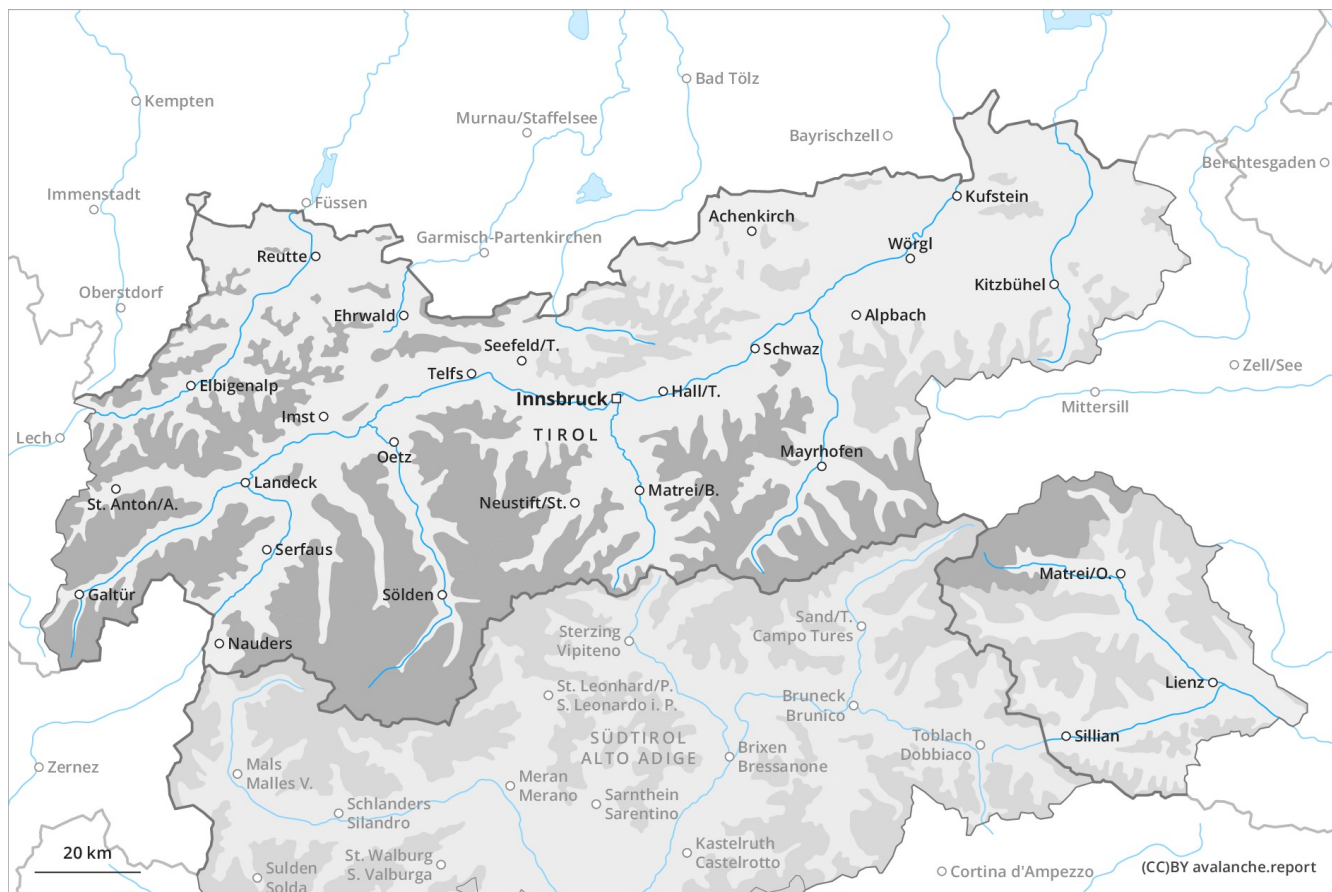 Kempten
Bad Tölz
Murnau/Staffelsee
Bayrischzell
Berchtesgaden
Immenstadt
Füssen
Kufstein
Achenkirch
Garmisch-Partenkirchen
Wörgl
Reutte
Oberstdorf
Kitzbühel
Ehrwald
Alpbach
Seefeld/T.
Schwaz
Zell/See
Telfs
Elbigenalp
Innsbruck
Hall/T.
Mittersill
Imst
TIROL
Lech
Oetz
Mayrhofen
Landeck
St. Anton/A.
Neustift/St.
Matrei/B.
Serfaus
Matrei/O.
Galtür
Sölden
Sand/T.
Campo Tures
Sterzing
Vipiteno
Nauders
Lienz
St. Leonhard/P.
S. Leonardo i. P.
Bruneck
Brunico
Toblach
Dobbiaco
Sillian
SÜDTIROL
ALTO ADIGE
Brixen
Bressanone
Zernez
Mals
Malles V.
Meran
Merano
Sarnthein
Sarentino
Schlanders
Silandro
20 km
St. Walburg
S. Valburga
Kastelruth
Castelrotto
Sulden
Solda
Cortina d'Ampezzo
(CC)BY avalanche.report